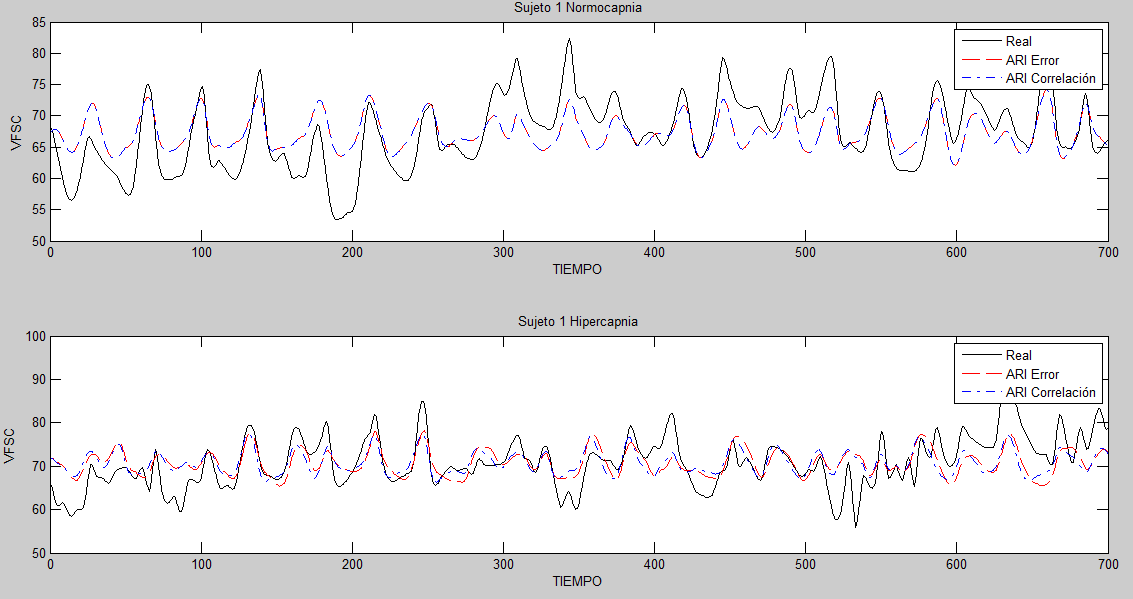 Sujeto 1 Normocapnia
85
80
75
70
65
60
55
50
VFSC
Real
ARI Error
ARI Correlación
0 100 200 300 400 500 600 700
TIEMPO
Sujeto 1 Hipercapnia
100
90
80
70
60
50
VFSC
Real
ARI Error
ARI Correlación
0 100 200 300 400 500 600 700
TIEMPO